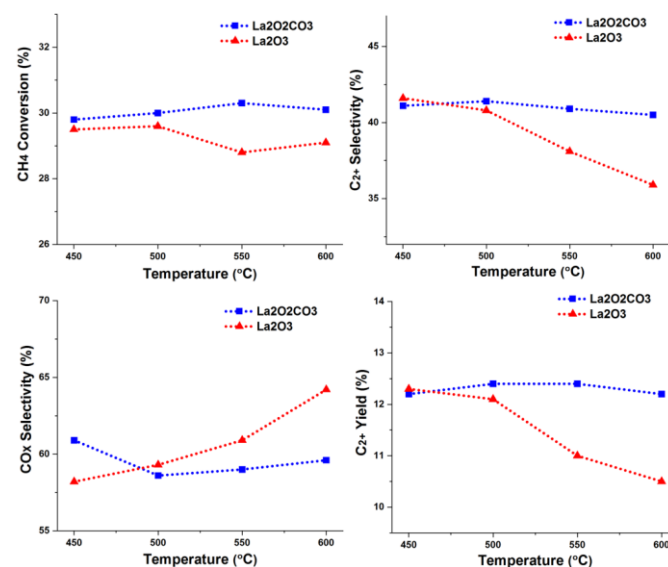 La2O2CO3
La2O3
CH4 Conversion (%)
32
30
28
26
450 500 550 600
Temperature (°C)
La2O2CO3
La2O3
C2+ Selectivity (%)
45
40
35
450 500 550 600
Temperature (°C)
La2O2CO3
La2O3
COx Selectivity (%)
70
65
60
55
450 500 550 600
Temperature (°C)
La2O2CO3
La2O3
C2+ Yield (%)
14
13
12
11
10
450 500 550 600
Temperature (°C)